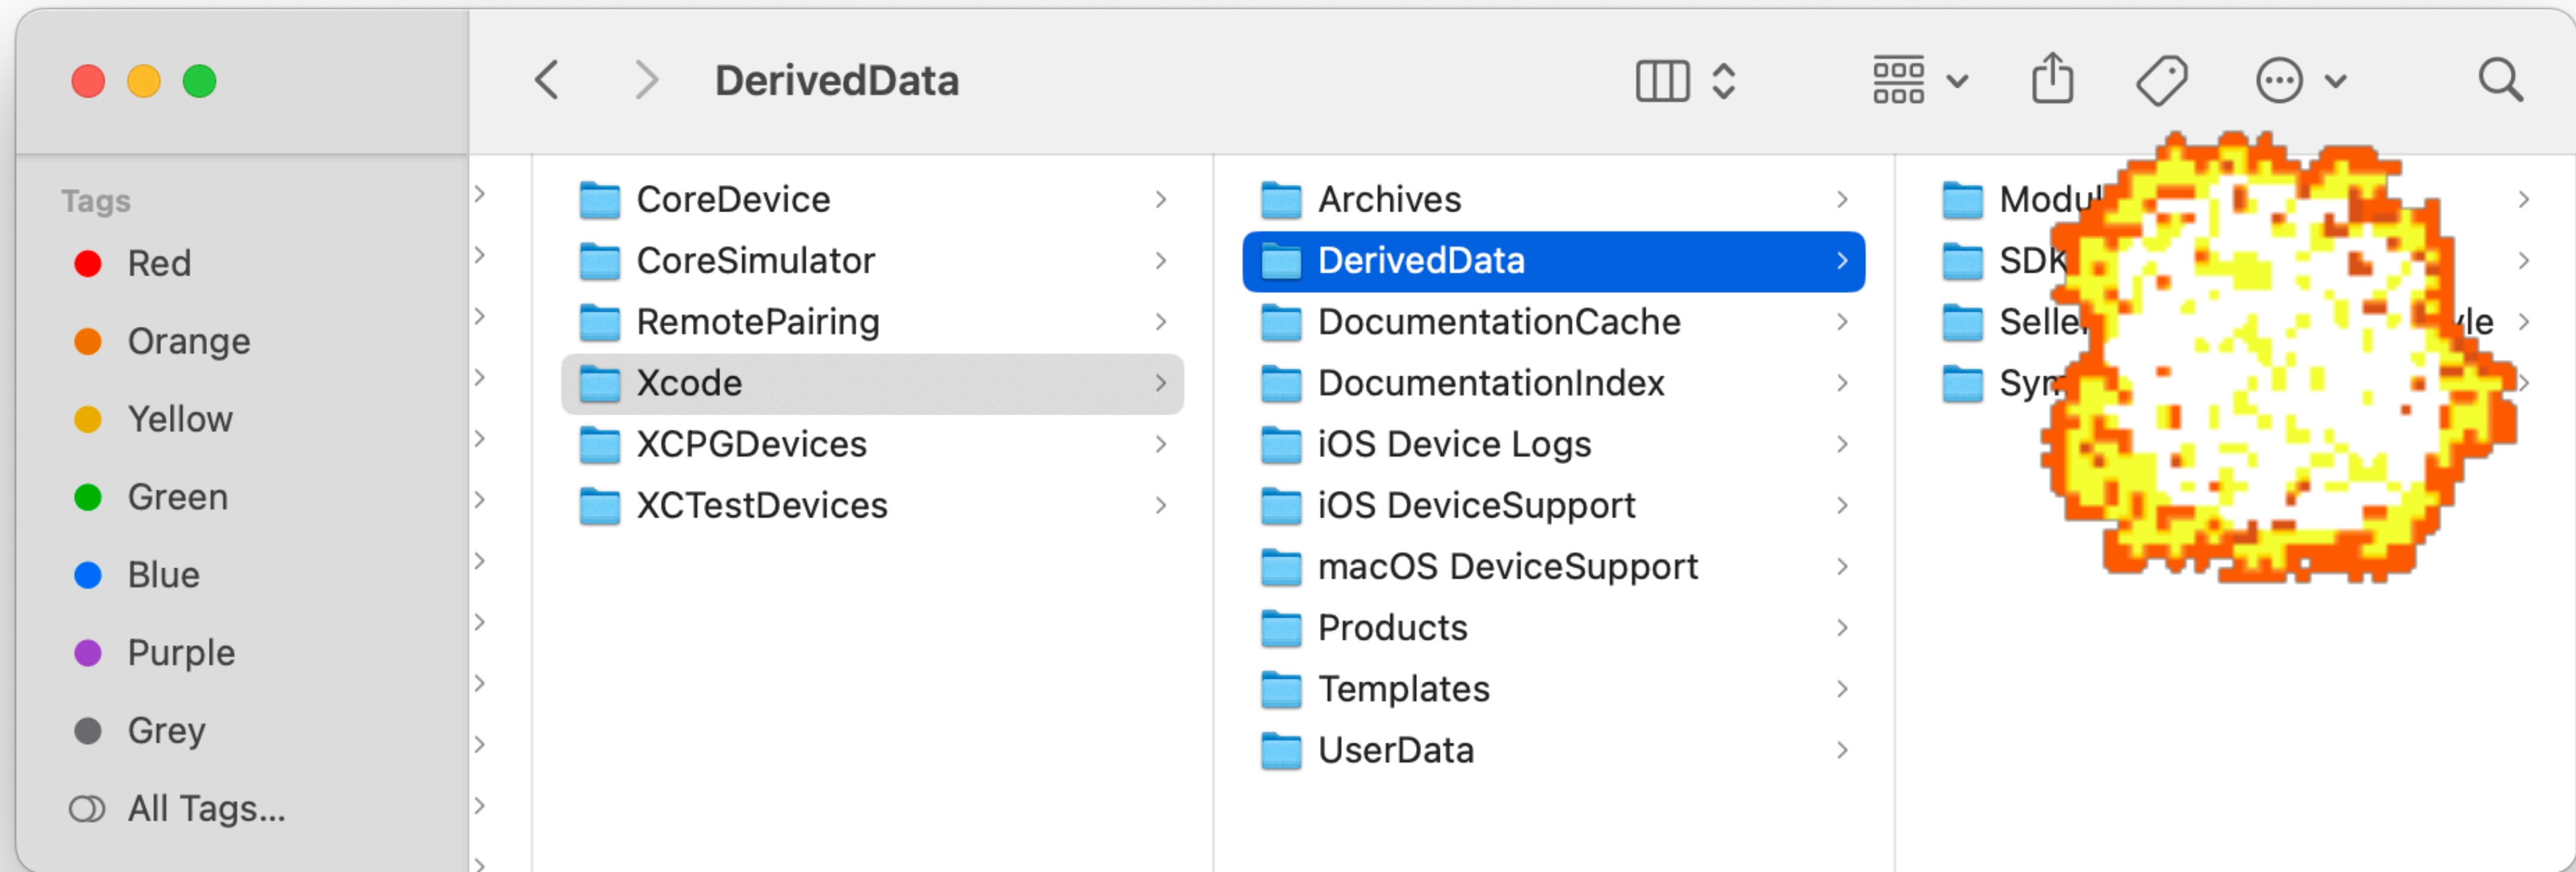 DerivedData
Tags
Red
Orange
Yellow
Green
Blue
Purple
Grey
All Tags...
CoreDevice
CoreSimulator
RemotePairing
Xcode
XCPGDevices
XCTestDevices
Archives
DerivedData
DocumentationCache
DocumentationIndex
iOS Device Logs
iOS DeviceSupport
macOS DeviceSupport
Products
Templates
UserData